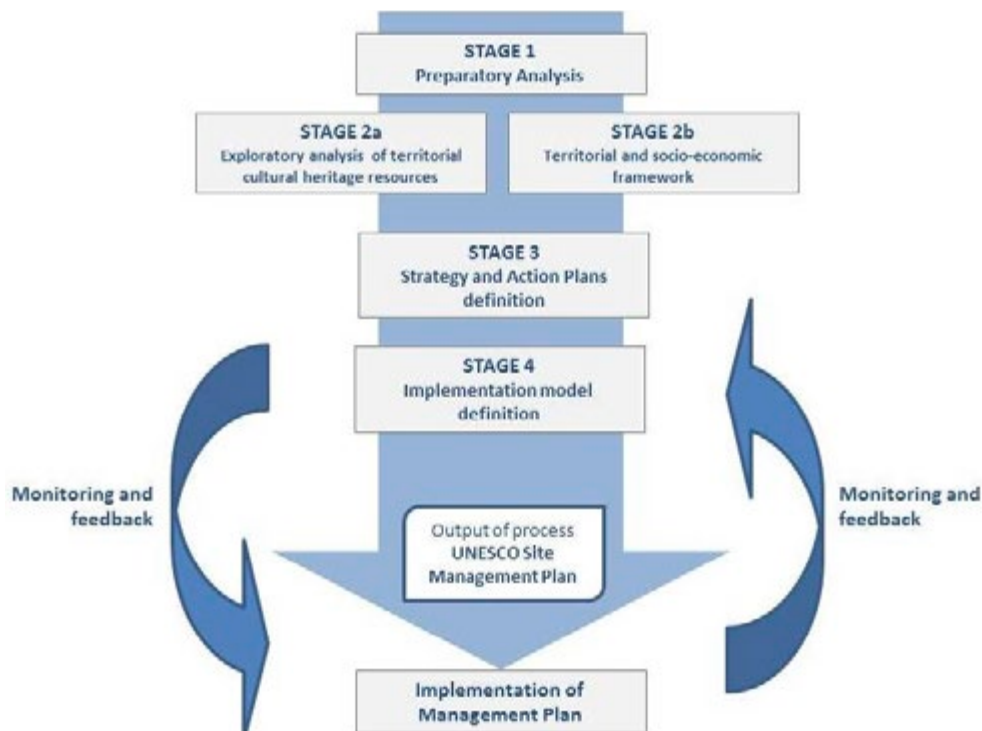 STAGE 1
Preparatory Analysis
STAGE 2a
Exploratory analysis of territorial
cultural heritage resources
STAGE 2b
Territorial and socio-economic
framework
STAGE 3
Strategy and Action Plans
definition
STAGE 4
Implementation model
definition
Monitoring and
feedback
Output of process
UNESCO Site
Management Plan
Monitoring and
feedback
Implementation of
Management Plan